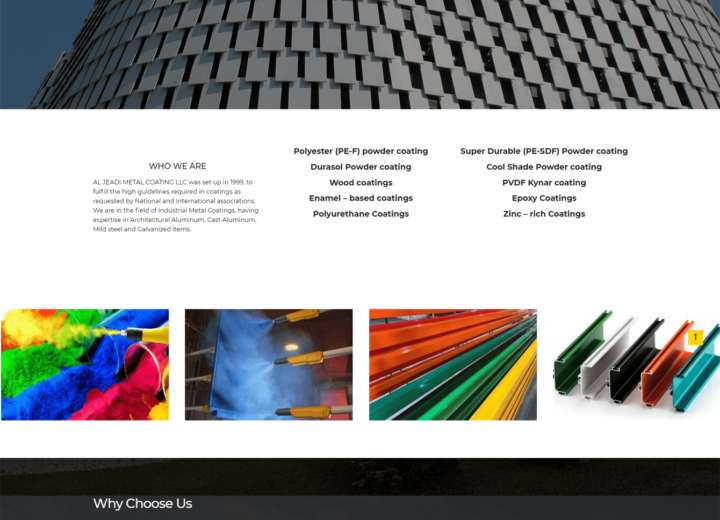 WHO WE ARE
AL JEADI METAL COATING LLC was set up in 1999, to
fulfill the high guidelines required in coatings as
requested by National and International associations.
We are in the field of Industrial Metal Coatings, having
expertise in Architectural Aluminum, Cast Aluminum,
Mild steel and Galvanized items.
Polyester (PE-F) powder coating
Durasol Powder coating
Wood coatings
Enamel – based coatings
Polyurethane Coatings
Super Durable (PE-SDF) Powder coating
Cool Shade Powder coating
PVDF Kynar coating
Epoxy Coatings
Zinc – rich Coatings
Why Choose Us